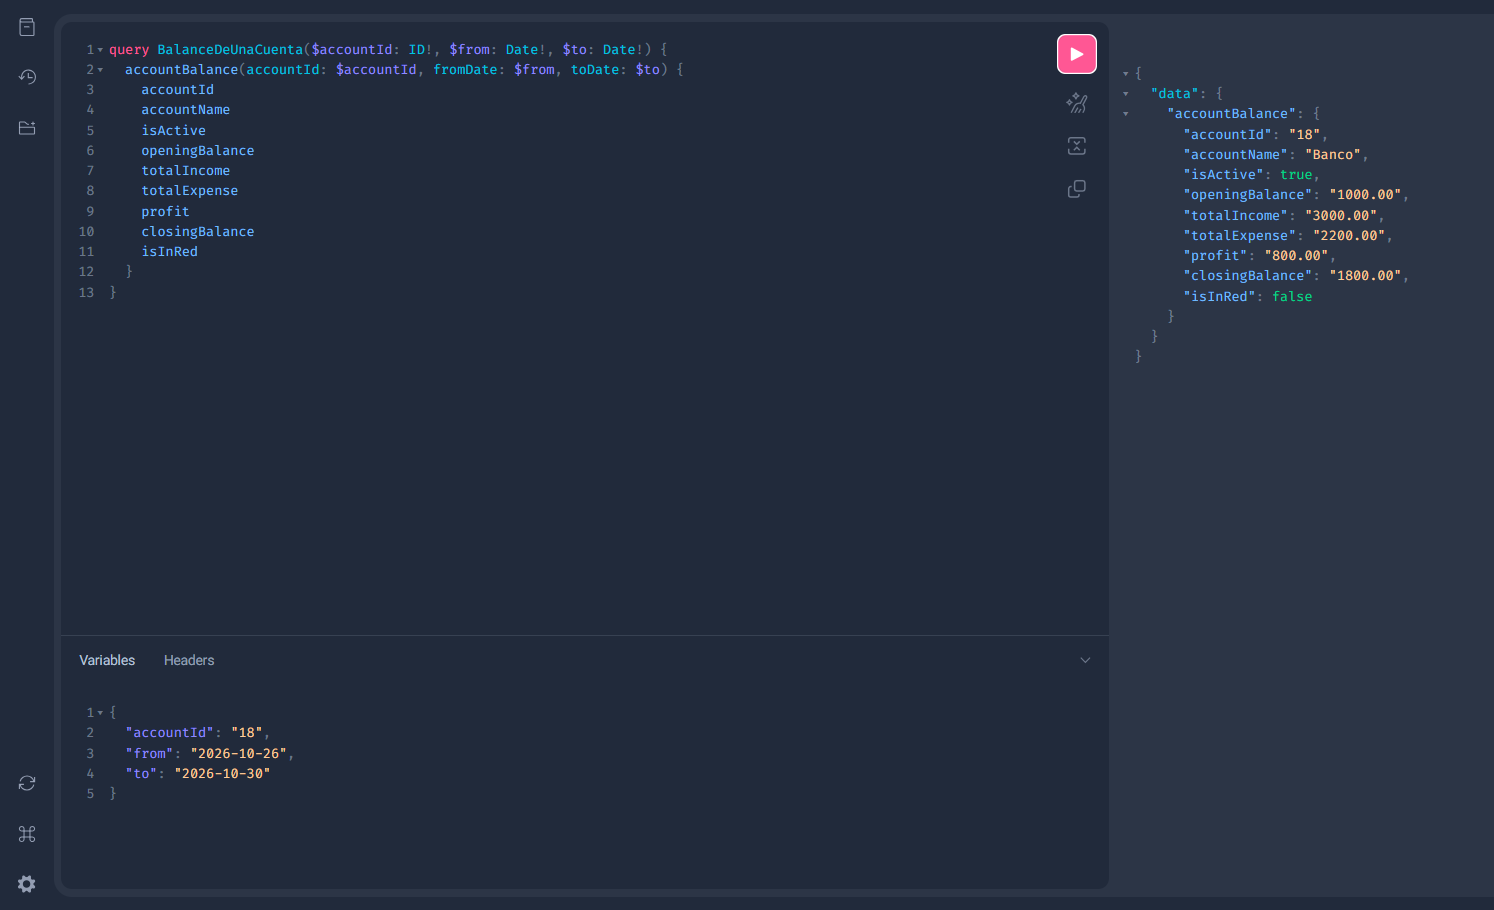 1 query BalanceDeUnaCuenta($accountId: ID!, $from: Date!, $to: Date!) {
2 accountBalance(accountId: $accountId, fromDate: $from, toDate: $to) {
3 accountId
4 accountName
5 isActive
6 openingBalance
7 totalIncome
8 totalExpense
9 profit
10 closingBalance
11 isInRed
12 }
13 }
Variables Headers
1 {
2 "accountId": "18",
3 "from": "2026-10-26",
4 "to": "2026-10-30"
5 }
{
"data": {
"accountBalance": {
"accountId": "18",
"accountName": "Banco",
"isActive": true,
"openingBalance": "1000.00",
"totalIncome": "3000.00",
"totalExpense": "2200.00",
"profit": "800.00",
"closingBalance": "1800.00",
"isInRed": false
}
}
}